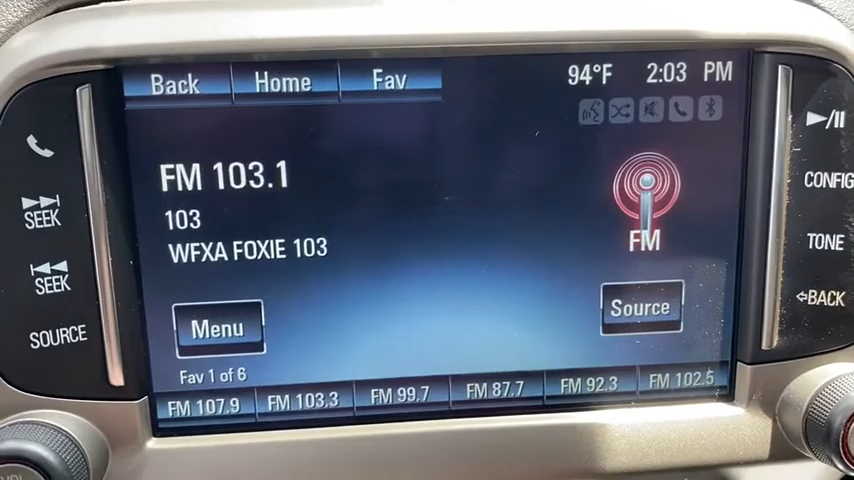 Back Home Fav 94°F 2:03 PM
FM 103.1
103
WFXA FOXIE 103
FM
Menu Source
Fav 1 of 6
FM 107.9 FM 103.3 FM 99.7 FM 87.7 FM 92.3 FM 102.5
SEEK
SEEK
SOURCE
CONFIG
TONE
BACK